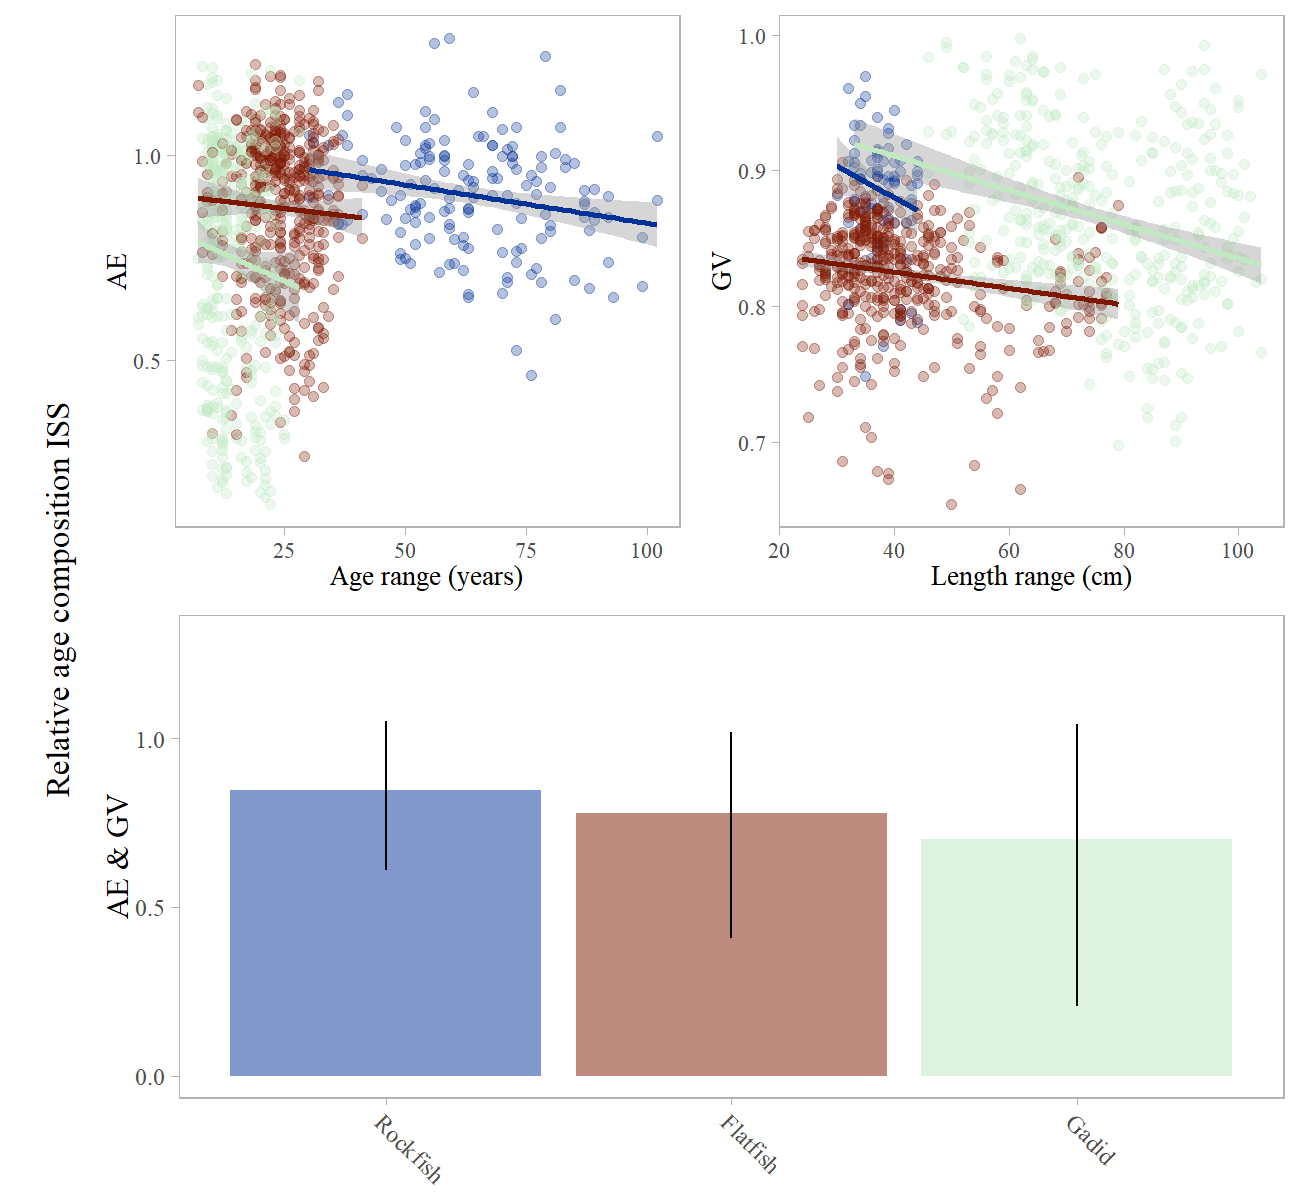 Relative age composition ISS
AE
1.0
0.5
25
50
75
100
Age range (years)
GV
1.0
0.9
0.8
0.7
20
40
60
80
100
Length range (cm)
AE & GV
1.0
0.5
0.0
Rockfish
Flatfish
Gadid